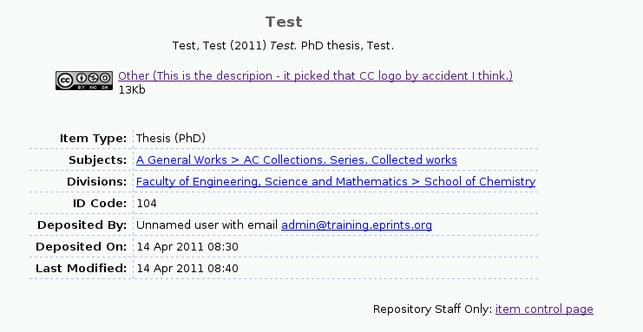 Test
Test, Test (2011) Test. PhD thesis, Test.
cc BY NC SA
Other (This is the descripion - it picked that CC logo by accident I think.)
13Kb
Item Type: Thesis (PhD)
Subjects: A General Works > AC Collections. Series. Collected works
Divisions: Faculty of Engineering, Science and Mathematics > School of Chemistry
ID Code: 104
Deposited By: Unnamed user with email admin@training.eprints.org
Deposited On: 14 Apr 2011 08:30
Last Modified: 14 Apr 2011 08:40
Repository Staff Only: item control page